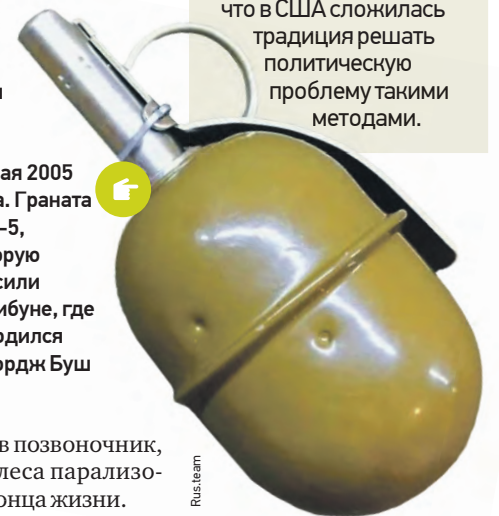 что в США сложилась
традиция решать
политическую
проблему такими
методами.
ая 2005
а. Граната
-5,
орую
сили
ибуне, где
одился
ордж Буш
в позвоночник,
леса парализо-
онца жизни.
Rus.team